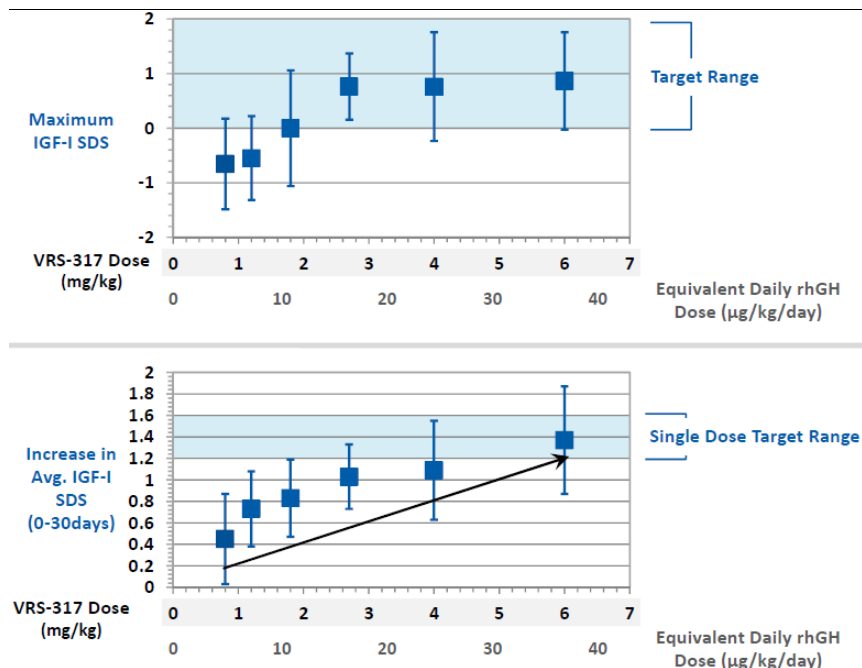 2
1
0
-1
-2
Maximum
IGF-I SDS
Target Range
VRS-317 Dose
(mg/kg)
0 1 2 3 4 5 6 7
0 10 20 30 40
Equivalent Daily rhGH
Dose (µg/kg/day)
2
1.8
1.6
1.4
1.2
1
0.8
0.6
0.4
0.2
0
Increase in
Avg. IGF-I
SDS
(0-30days)
Single Dose Target Range
VRS-317 Dose
(mg/kg)
0 1 2 3 4 5 6 7
0 10 20 30 40
Equivalent Daily rhGH
Dose (µg/kg/day)